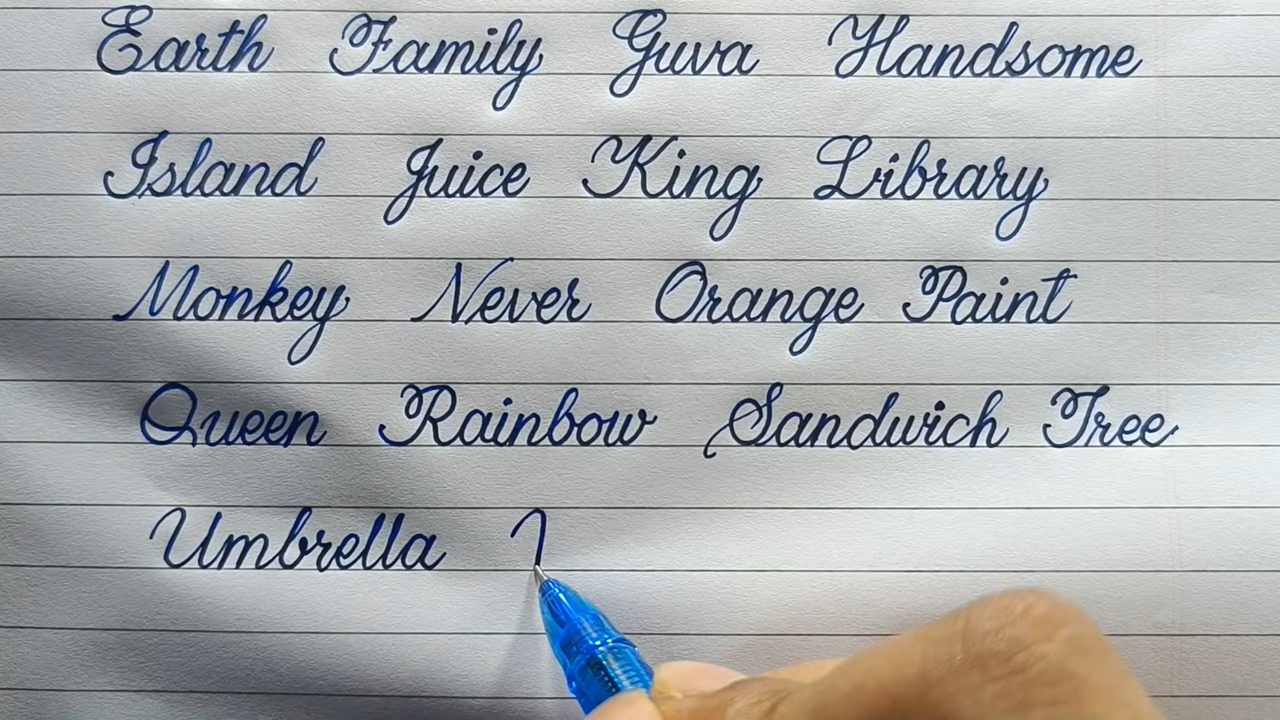 Earth Family Guva Handsome
Island Juice King Library
Monkey Never Orange Paint
Queen Rainbow Sandwich Tree
Umbrella